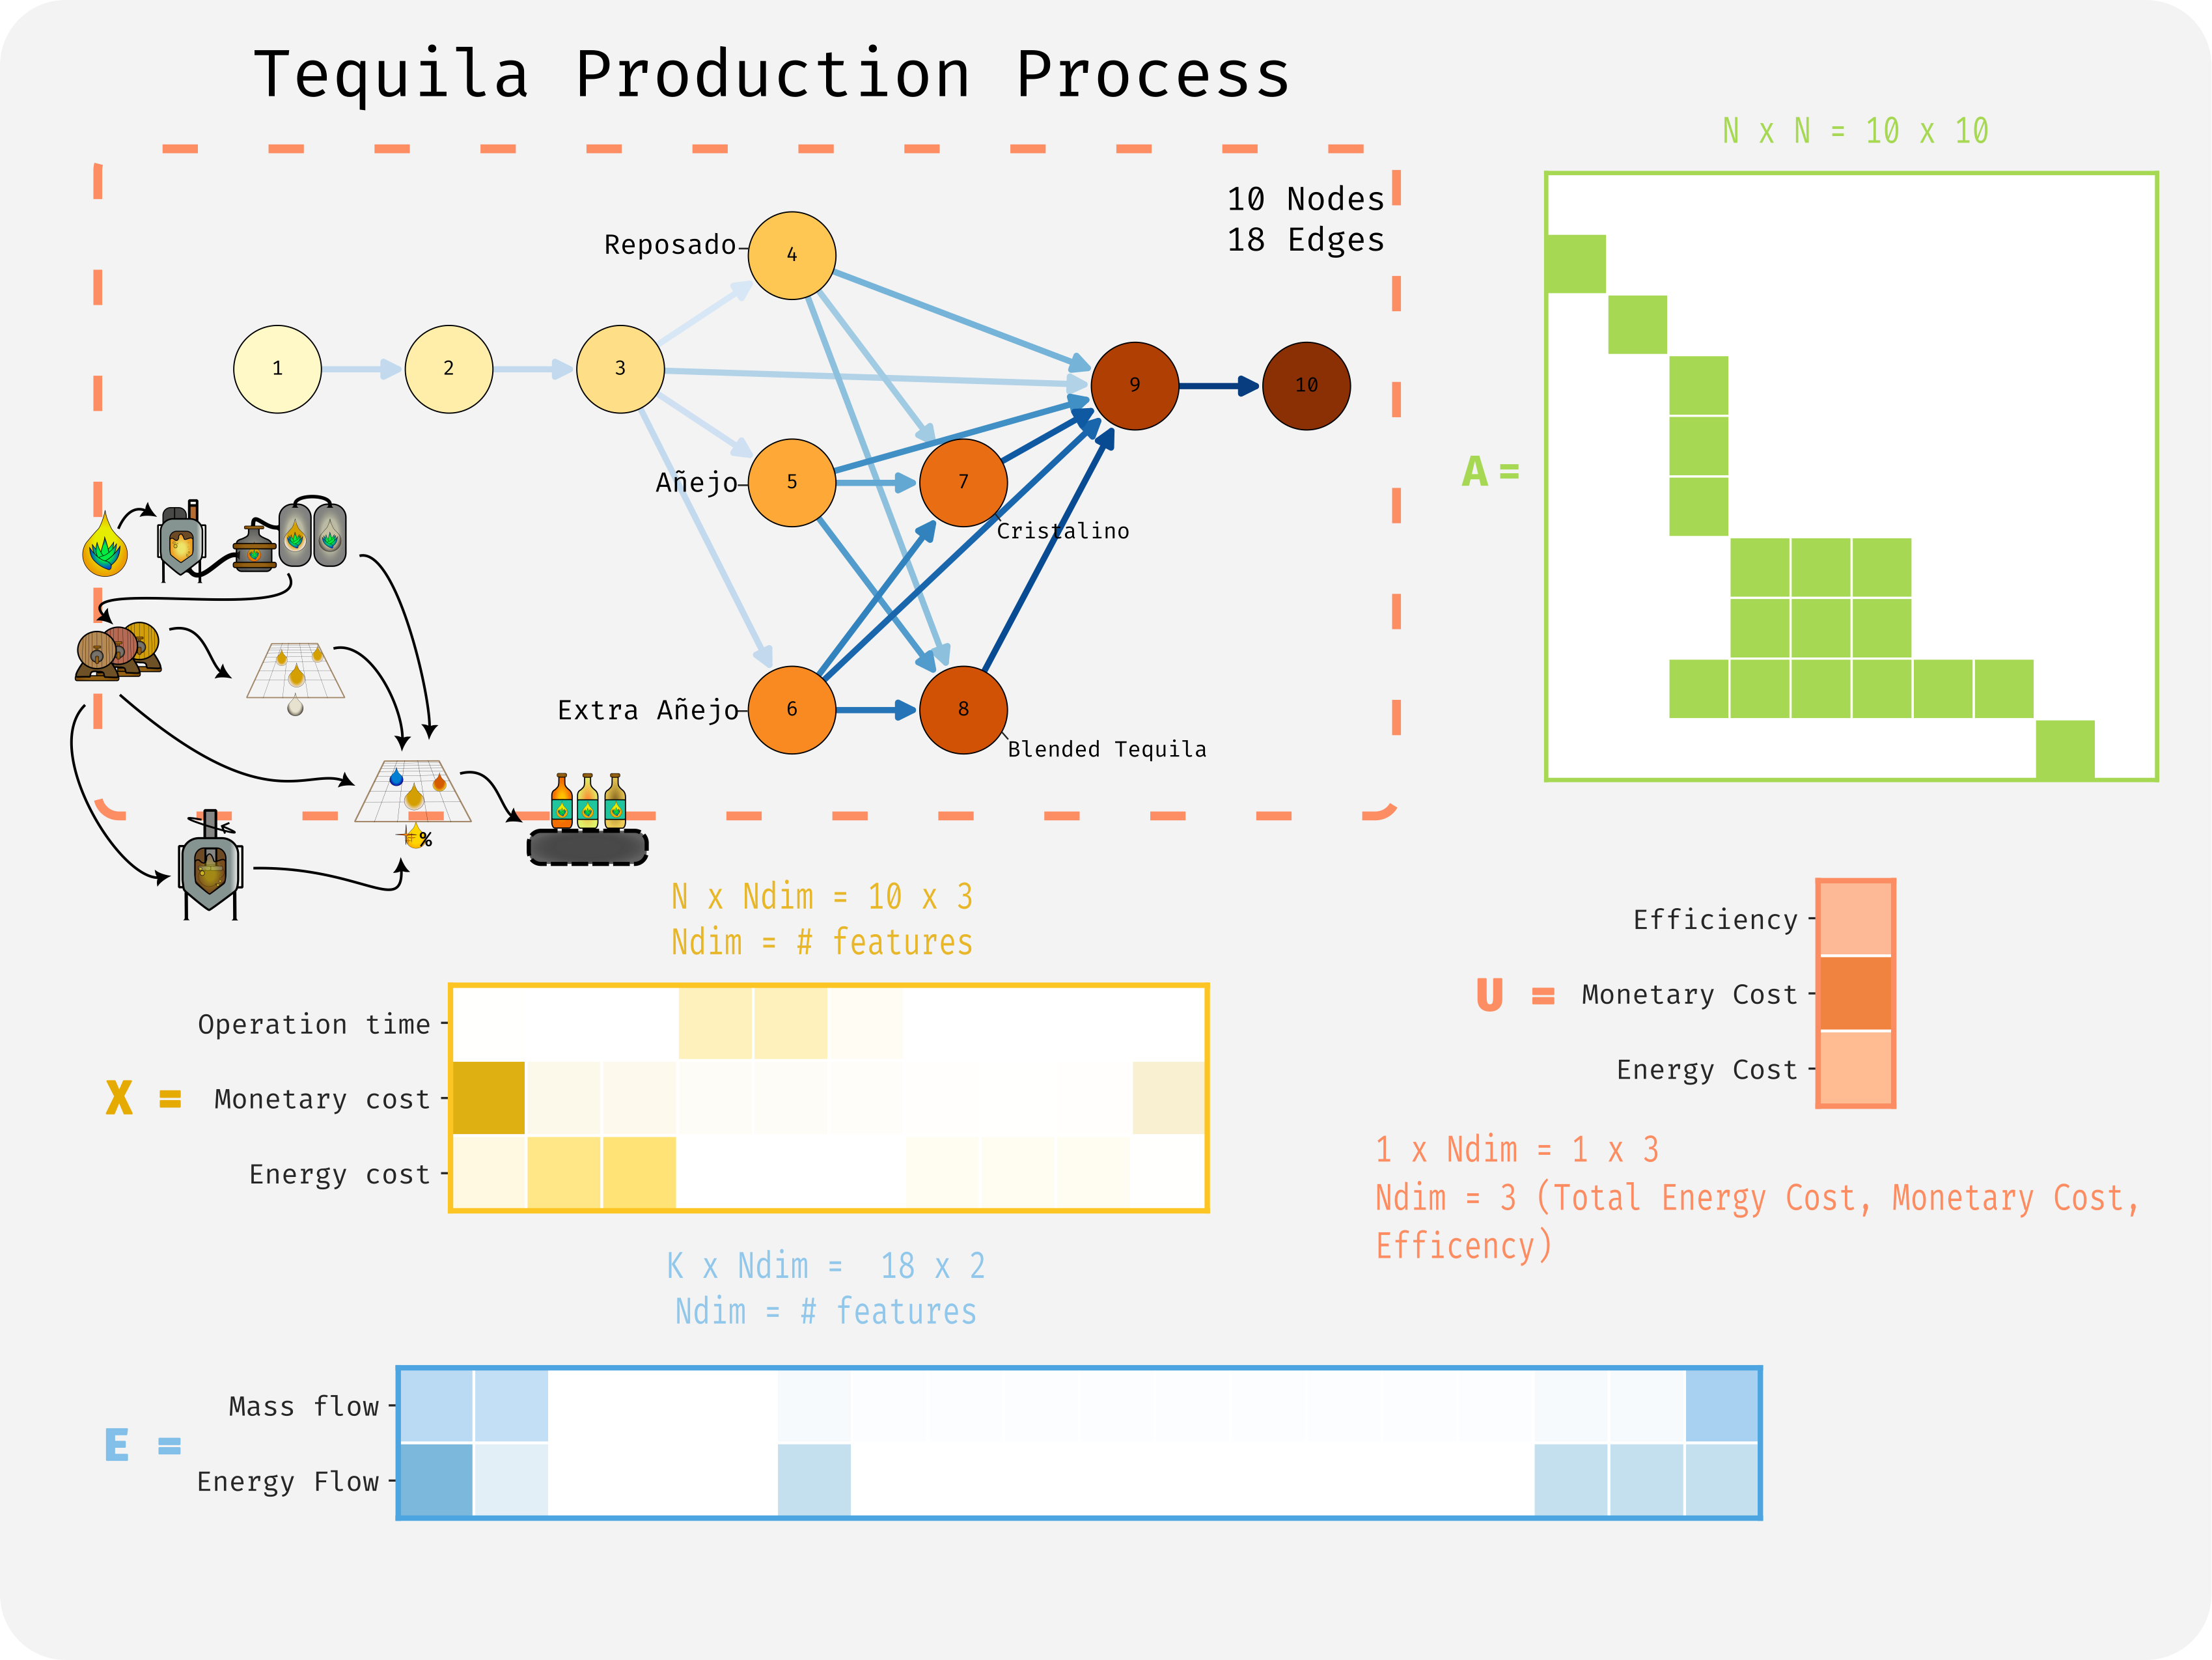 Tequila Production Process
N x N = 10 x 10
10 Nodes
18 Edges
Reposado
4
1
2
3
9
10
Añejo
5
7
Cristalino
A =
Extra Añejo
6
8
Blended Tequila
%
N x Ndim = 10 x 3
Ndim = # features
Efficiency
U =
Monetary Cost
Energy Cost
Operation time
X =
Monetary cost
Energy cost
1 x Ndim = 1 x 3
Ndim = 3 (Total Energy Cost, Monetary Cost,
Efficency)
K x Ndim =  18 x 2
Ndim = # features
Mass flow
E =
Energy Flow